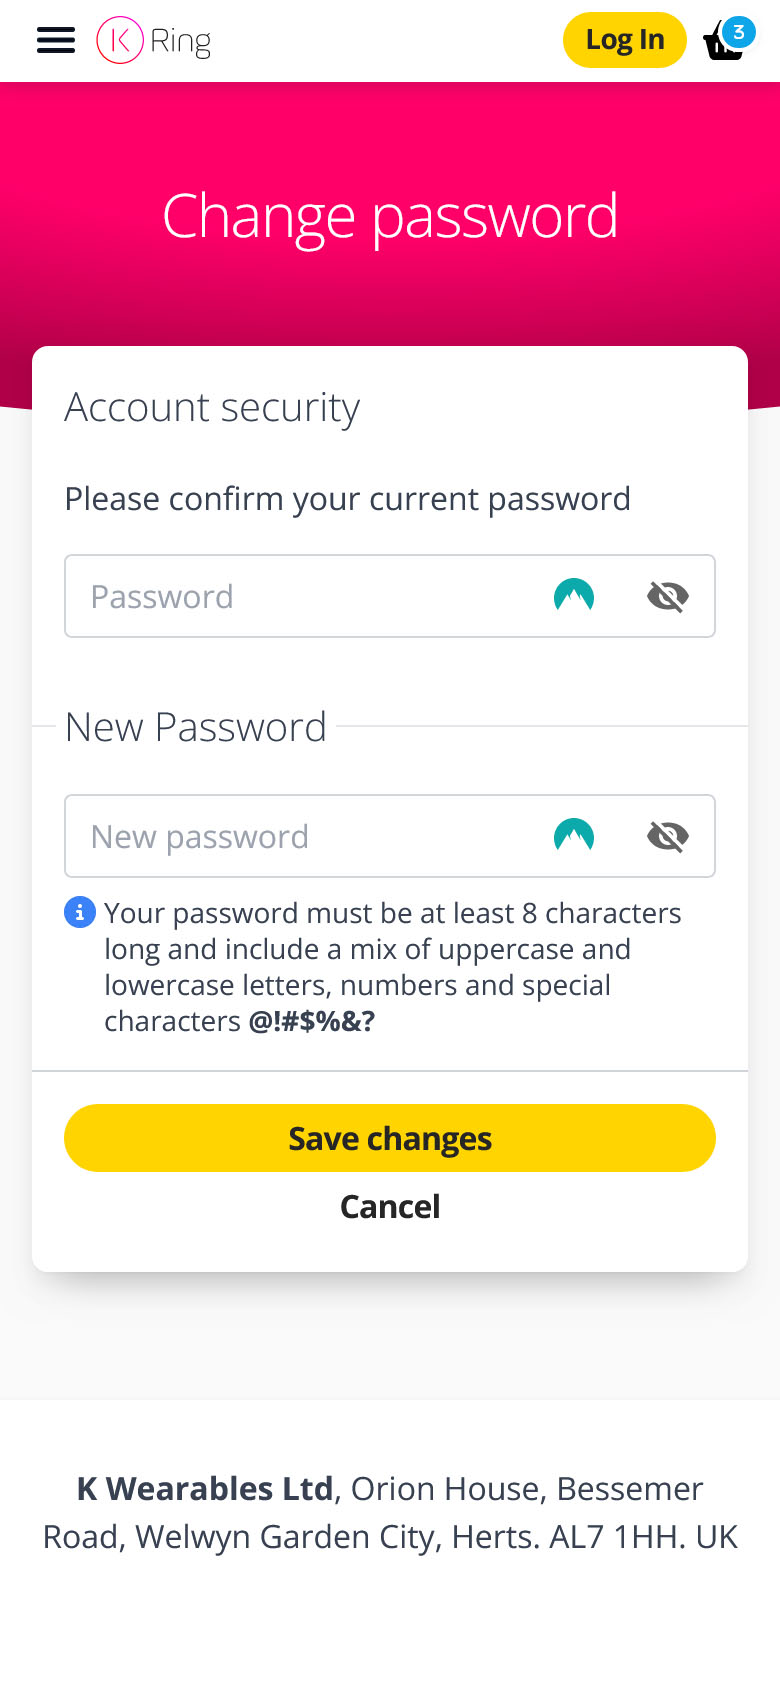 K Ring
Log In
3
Change password
Account security
Please confirm your current password
Password
New Password
New password
Your password must be at least 8 characters
long and include a mix of uppercase and
lowercase letters, numbers and special
characters @!#$%&?
Save changes
Cancel
K Wearables Ltd, Orion House, Bessemer
Road, Welwyn Garden City, Herts. AL7 1HH. UK